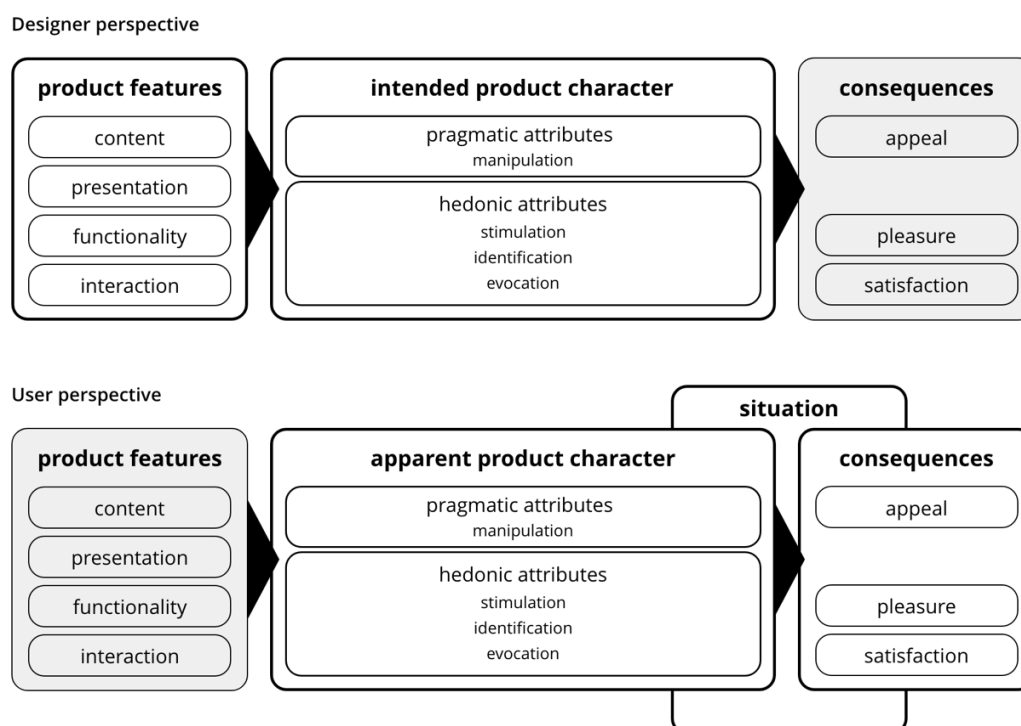 Designer perspective
product features
content
presentation
functionality
interaction
intended product character
pragmatic attributes
manipulation
hedonic attributes
stimulation
identification
evocation
consequences
appeal
pleasure
satisfaction
User perspective
situation
product features
content
presentation
functionality
interaction
apparent product character
pragmatic attributes
manipulation
hedonic attributes
stimulation
identification
evocation
consequences
appeal
pleasure
satisfaction